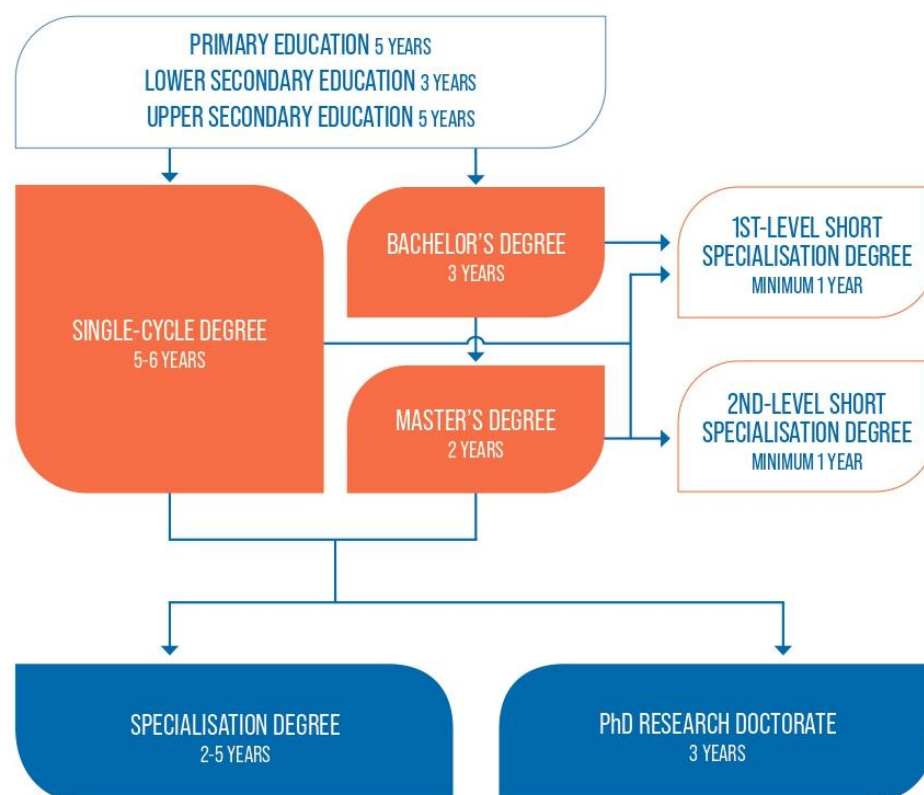 PRIMARY EDUCATION 5 YEARS
LOWER SECONDARY EDUCATION 3 YEARS
UPPER SECONDARY EDUCATION 5 YEARS
SINGLE-CYCLE DEGREE
5-6 YEARS
BACHELOR'S DEGREE
3 YEARS
MASTER'S DEGREE
2 YEARS
1ST-LEVEL SHORT
SPECIALISATION DEGREE
MINIMUM 1 YEAR
2ND-LEVEL SHORT
SPECIALISATION DEGREE
MINIMUM 1 YEAR
SPECIALISATION DEGREE
2-5 YEARS
PhD RESEARCH DOCTORATE
3 YEARS